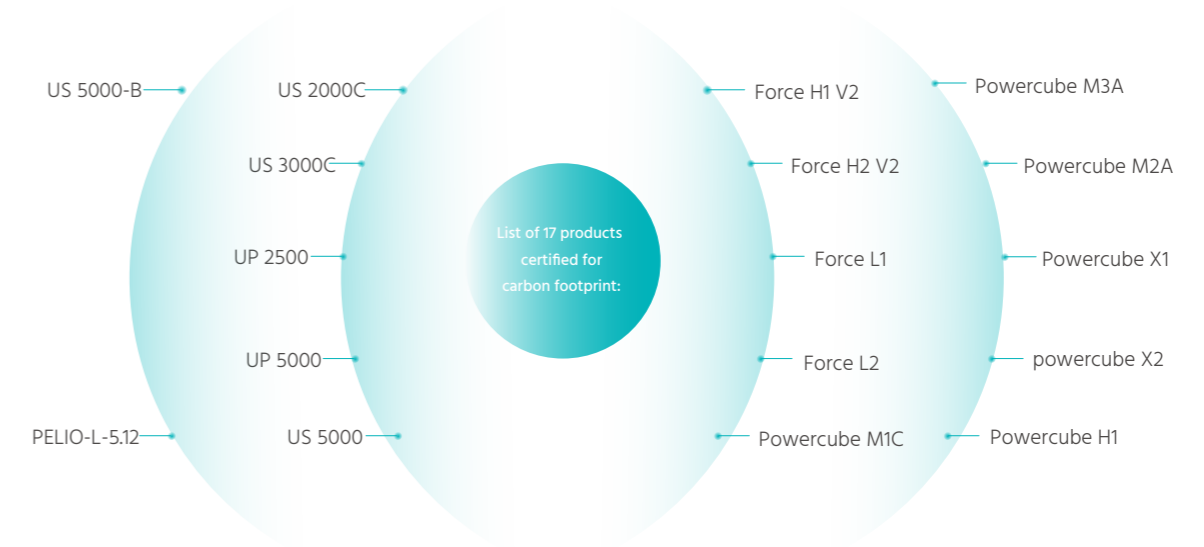 US 5000-B
PELIO-L-5.12
US 2000C
US 3000C
UP 2500
UP 5000
US 5000
List of 17 products
certified for
carbon footprint:
Force H1 V2
Force H2 V2
Force L1
Force L2
Powercube M1C
Powercube M3A
Powercube M2A
Powercube X1
powercube X2
Powercube H1